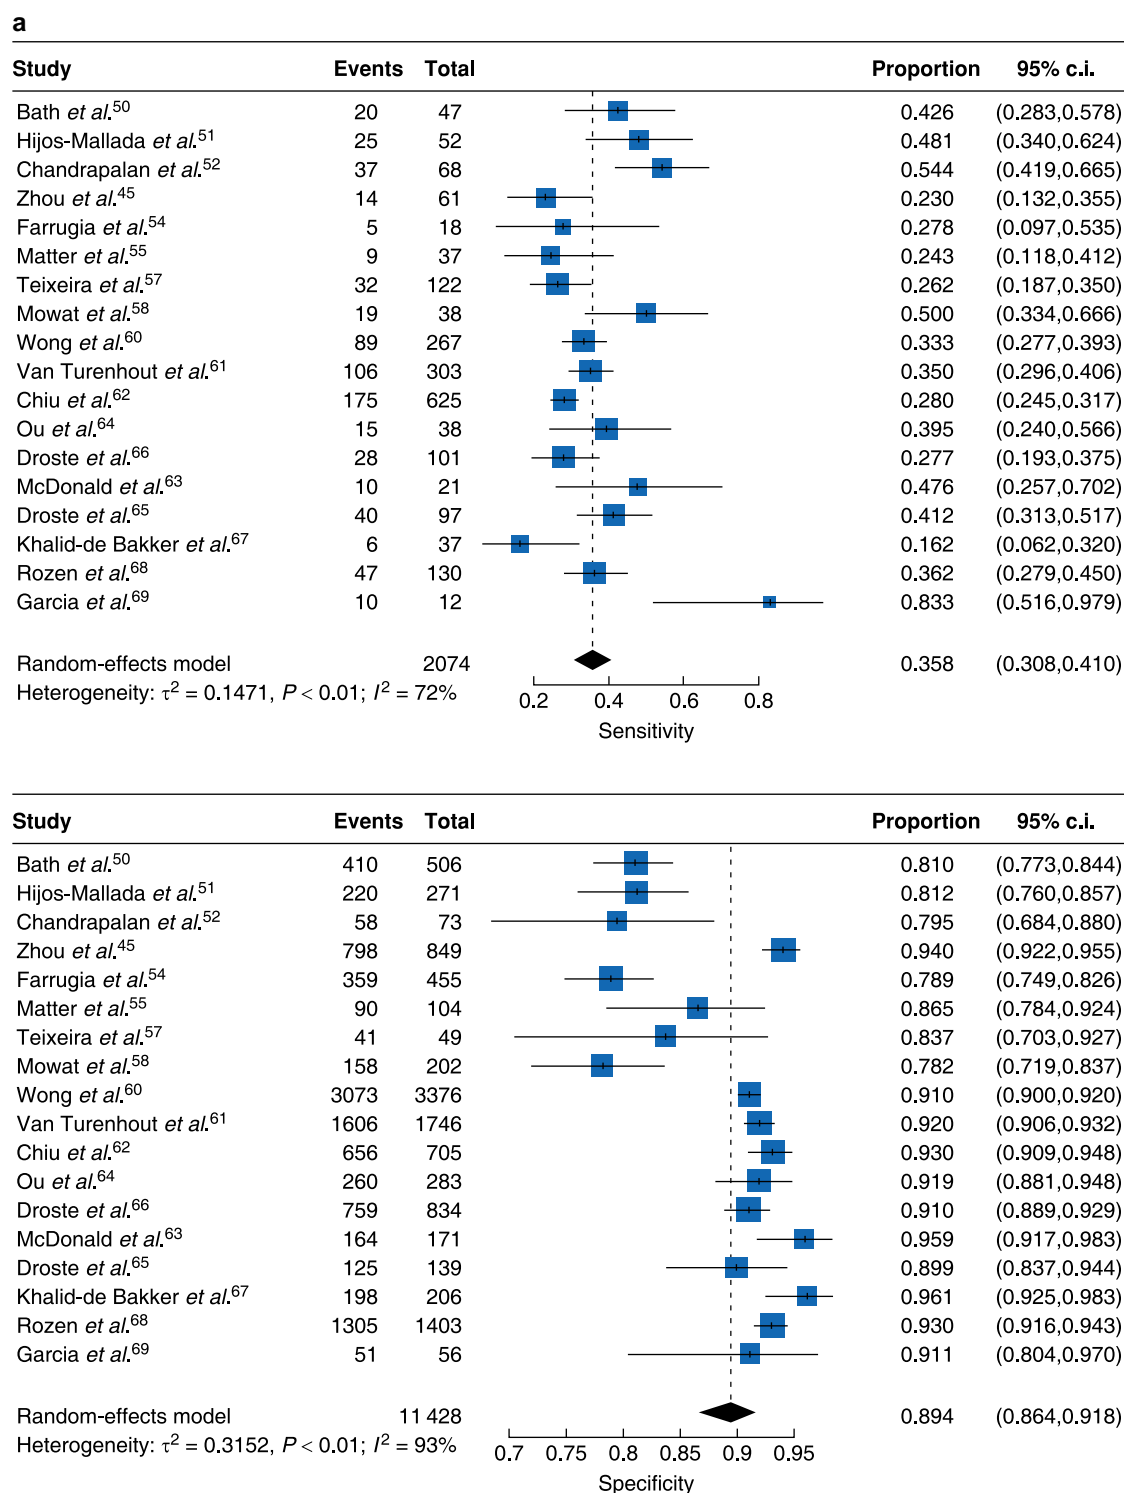 a
Study Events Total Proportion 95% c.i.
Bath et al.50 20 47 0.426 (0.283,0.578)
Hijos-Mallada et al.51 25 52 0.481 (0.340,0.624)
Chandrapalan et al.52 37 68 0.544 (0.419,0.665)
Zhou et al.45 14 61 0.230 (0.132,0.355)
Farrugia et al.54 5 18 0.278 (0.097,0.535)
Matter et al.55 9 37 0.243 (0.118,0.412)
Teixeira et al.57 32 122 0.262 (0.187,0.350)
Mowat et al.58 19 38 0.500 (0.334,0.666)
Wong et al.60 89 267 0.333 (0.277,0.393)
Van Turenhout et al.61 106 303 0.350 (0.296,0.406)
Chiu et al.62 175 625 0.280 (0.245,0.317)
Ou et al.64 15 38 0.395 (0.240,0.566)
Droste et al.66 28 101 0.277 (0.193,0.375)
McDonald et al.63 10 21 0.476 (0.257,0.702)
Droste et al.65 40 97 0.412 (0.313,0.517)
Khalid-de Bakker et al.67 6 37 0.162 (0.062,0.320)
Rozen et al.68 47 130 0.362 (0.279,0.450)
Garcia et al.69 10 12 0.833 (0.516,0.979)
Random-effects model 2074 0.358 (0.308,0.410)
Heterogeneity: τ2 = 0.1471, P < 0.01; I2 = 72%
0.2 0.4 0.6 0.8
Sensitivity
Study Events Total Proportion 95% c.i.
Bath et al.50 410 506 0.810 (0.773,0.844)
Hijos-Mallada et al.51 220 271 0.812 (0.760,0.857)
Chandrapalan et al.52 58 73 0.795 (0.684,0.880)
Zhou et al.45 798 849 0.940 (0.922,0.955)
Farrugia et al.54 359 455 0.789 (0.749,0.826)
Matter et al.55 90 104 0.865 (0.784,0.924)
Teixeira et al.57 41 49 0.837 (0.703,0.927)
Mowat et al.58 158 202 0.782 (0.719,0.837)
Wong et al.60 3073 3376 0.910 (0.900,0.920)
Van Turenhout et al.61 1606 1746 0.920 (0.906,0.932)
Chiu et al.62 656 705 0.930 (0.909,0.948)
Ou et al.64 260 283 0.919 (0.881,0.948)
Droste et al.66 759 834 0.910 (0.889,0.929)
McDonald et al.63 164 171 0.959 (0.917,0.983)
Droste et al.65 125 139 0.899 (0.837,0.944)
Khalid-de Bakker et al.67 198 206 0.961 (0.925,0.983)
Rozen et al.68 1305 1403 0.930 (0.916,0.943)
Garcia et al.69 51 56 0.911 (0.804,0.970)
Random-effects model 11 428 0.894 (0.864,0.918)
Heterogeneity: τ2 = 0.3152, P < 0.01; I2 = 93%
0.7 0.75 0.8 0.85 0.9 0.95
Specificity